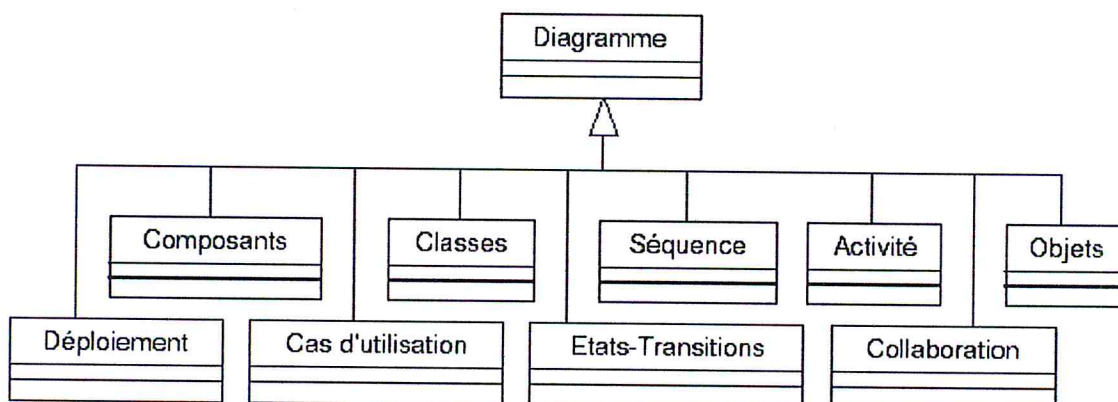 Diagramme
Composants
Classes
Séquence
Activité
Objets
Déploiement
Cas d'utilisation
Etats-Transitions
Collaboration